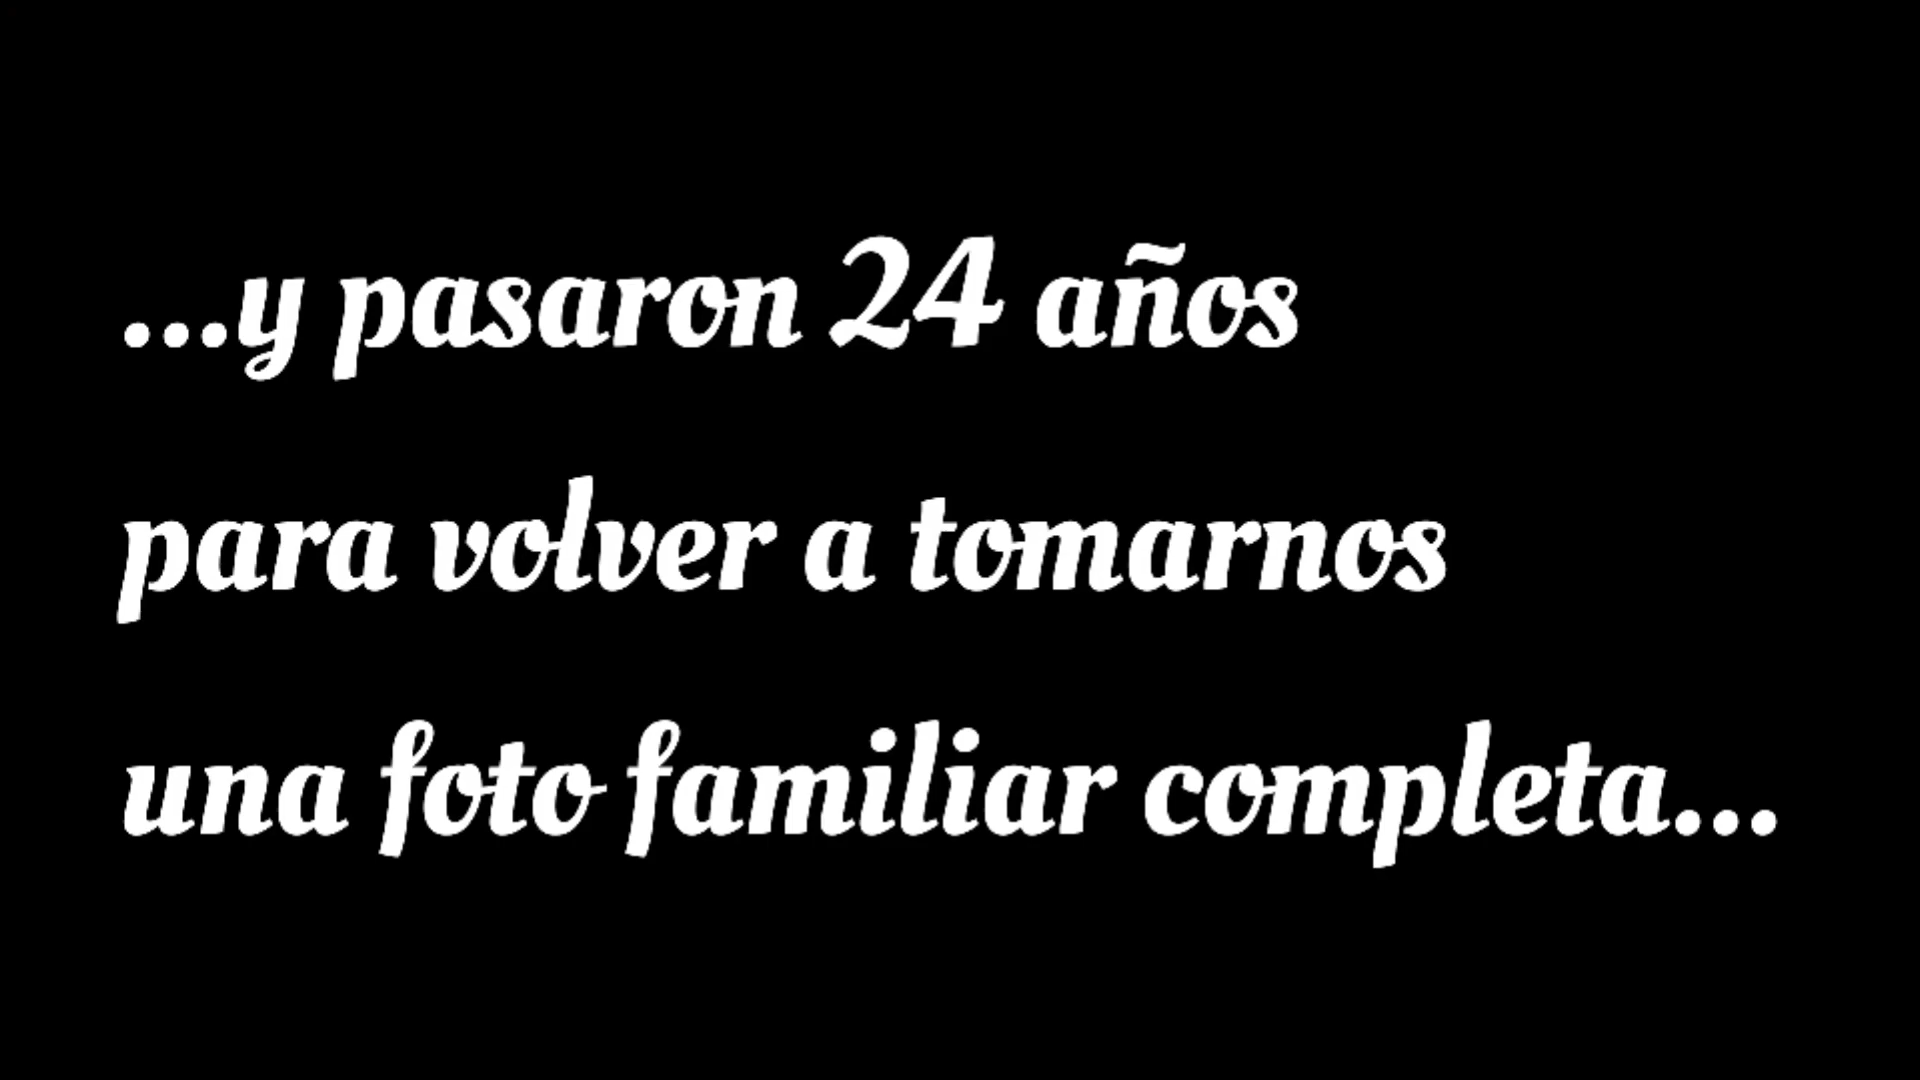 ...y pasaron 24 años
para volver a tomarnos
una foto familiar completa...